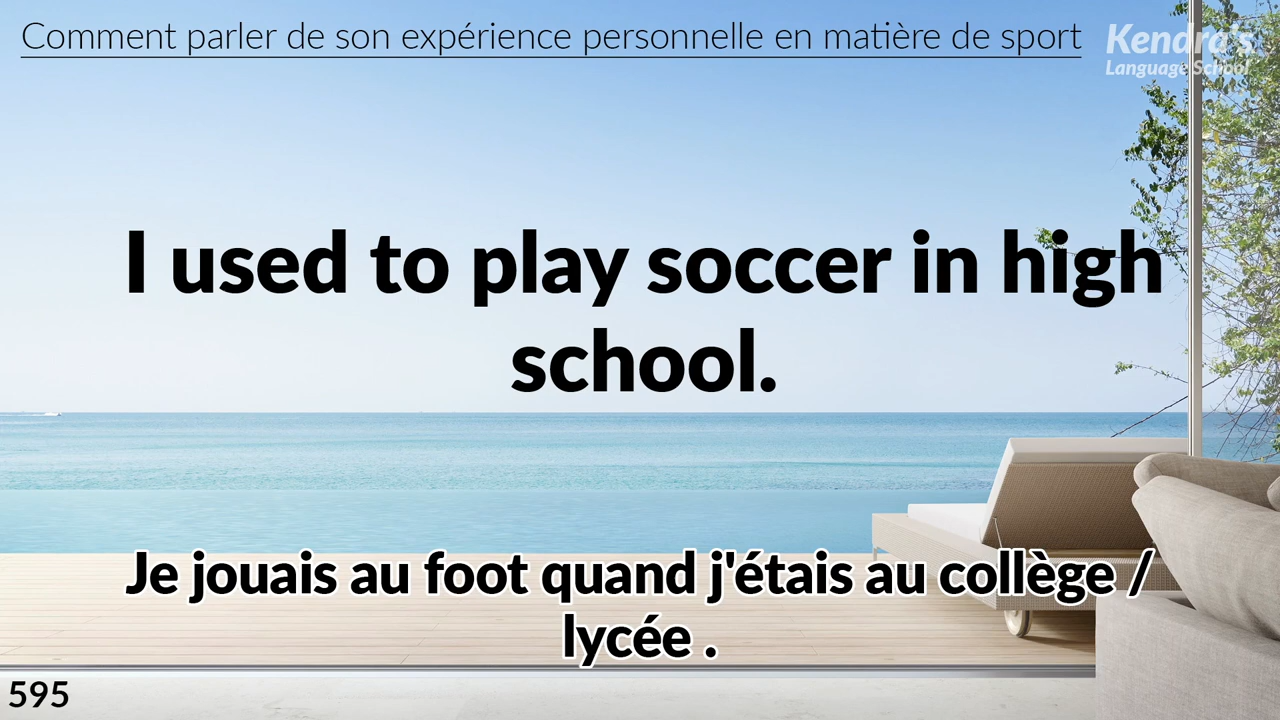 Comment parler de son expérience personnelle en matière de sport
Kendra's
Language School
I used to play soccer in high
school.
Je jouais au foot quand j'étais au collège /
lycée .
595